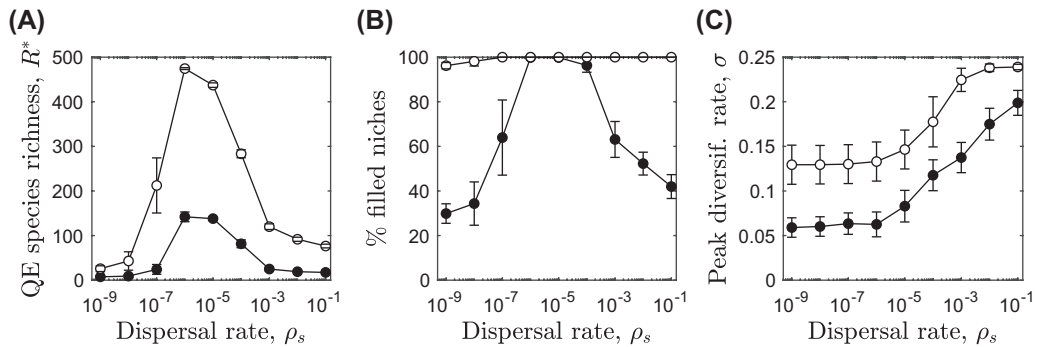 (A)
QE species richness, R*
500
400
300
200
100
0
10⁻⁹ 10⁻⁷ 10⁻⁵ 10⁻³ 10⁻¹
Dispersal rate, ρₛ
(B)
% filled niches
100
80
60
40
20
0
10⁻⁹ 10⁻⁷ 10⁻⁵ 10⁻³ 10⁻¹
Dispersal rate, ρₛ
(C)
Peak diversif. rate, σ
0.25
0.20
0.15
0.10
0.05
0
10⁻⁹ 10⁻⁷ 10⁻⁵ 10⁻³ 10⁻¹
Dispersal rate, ρₛ